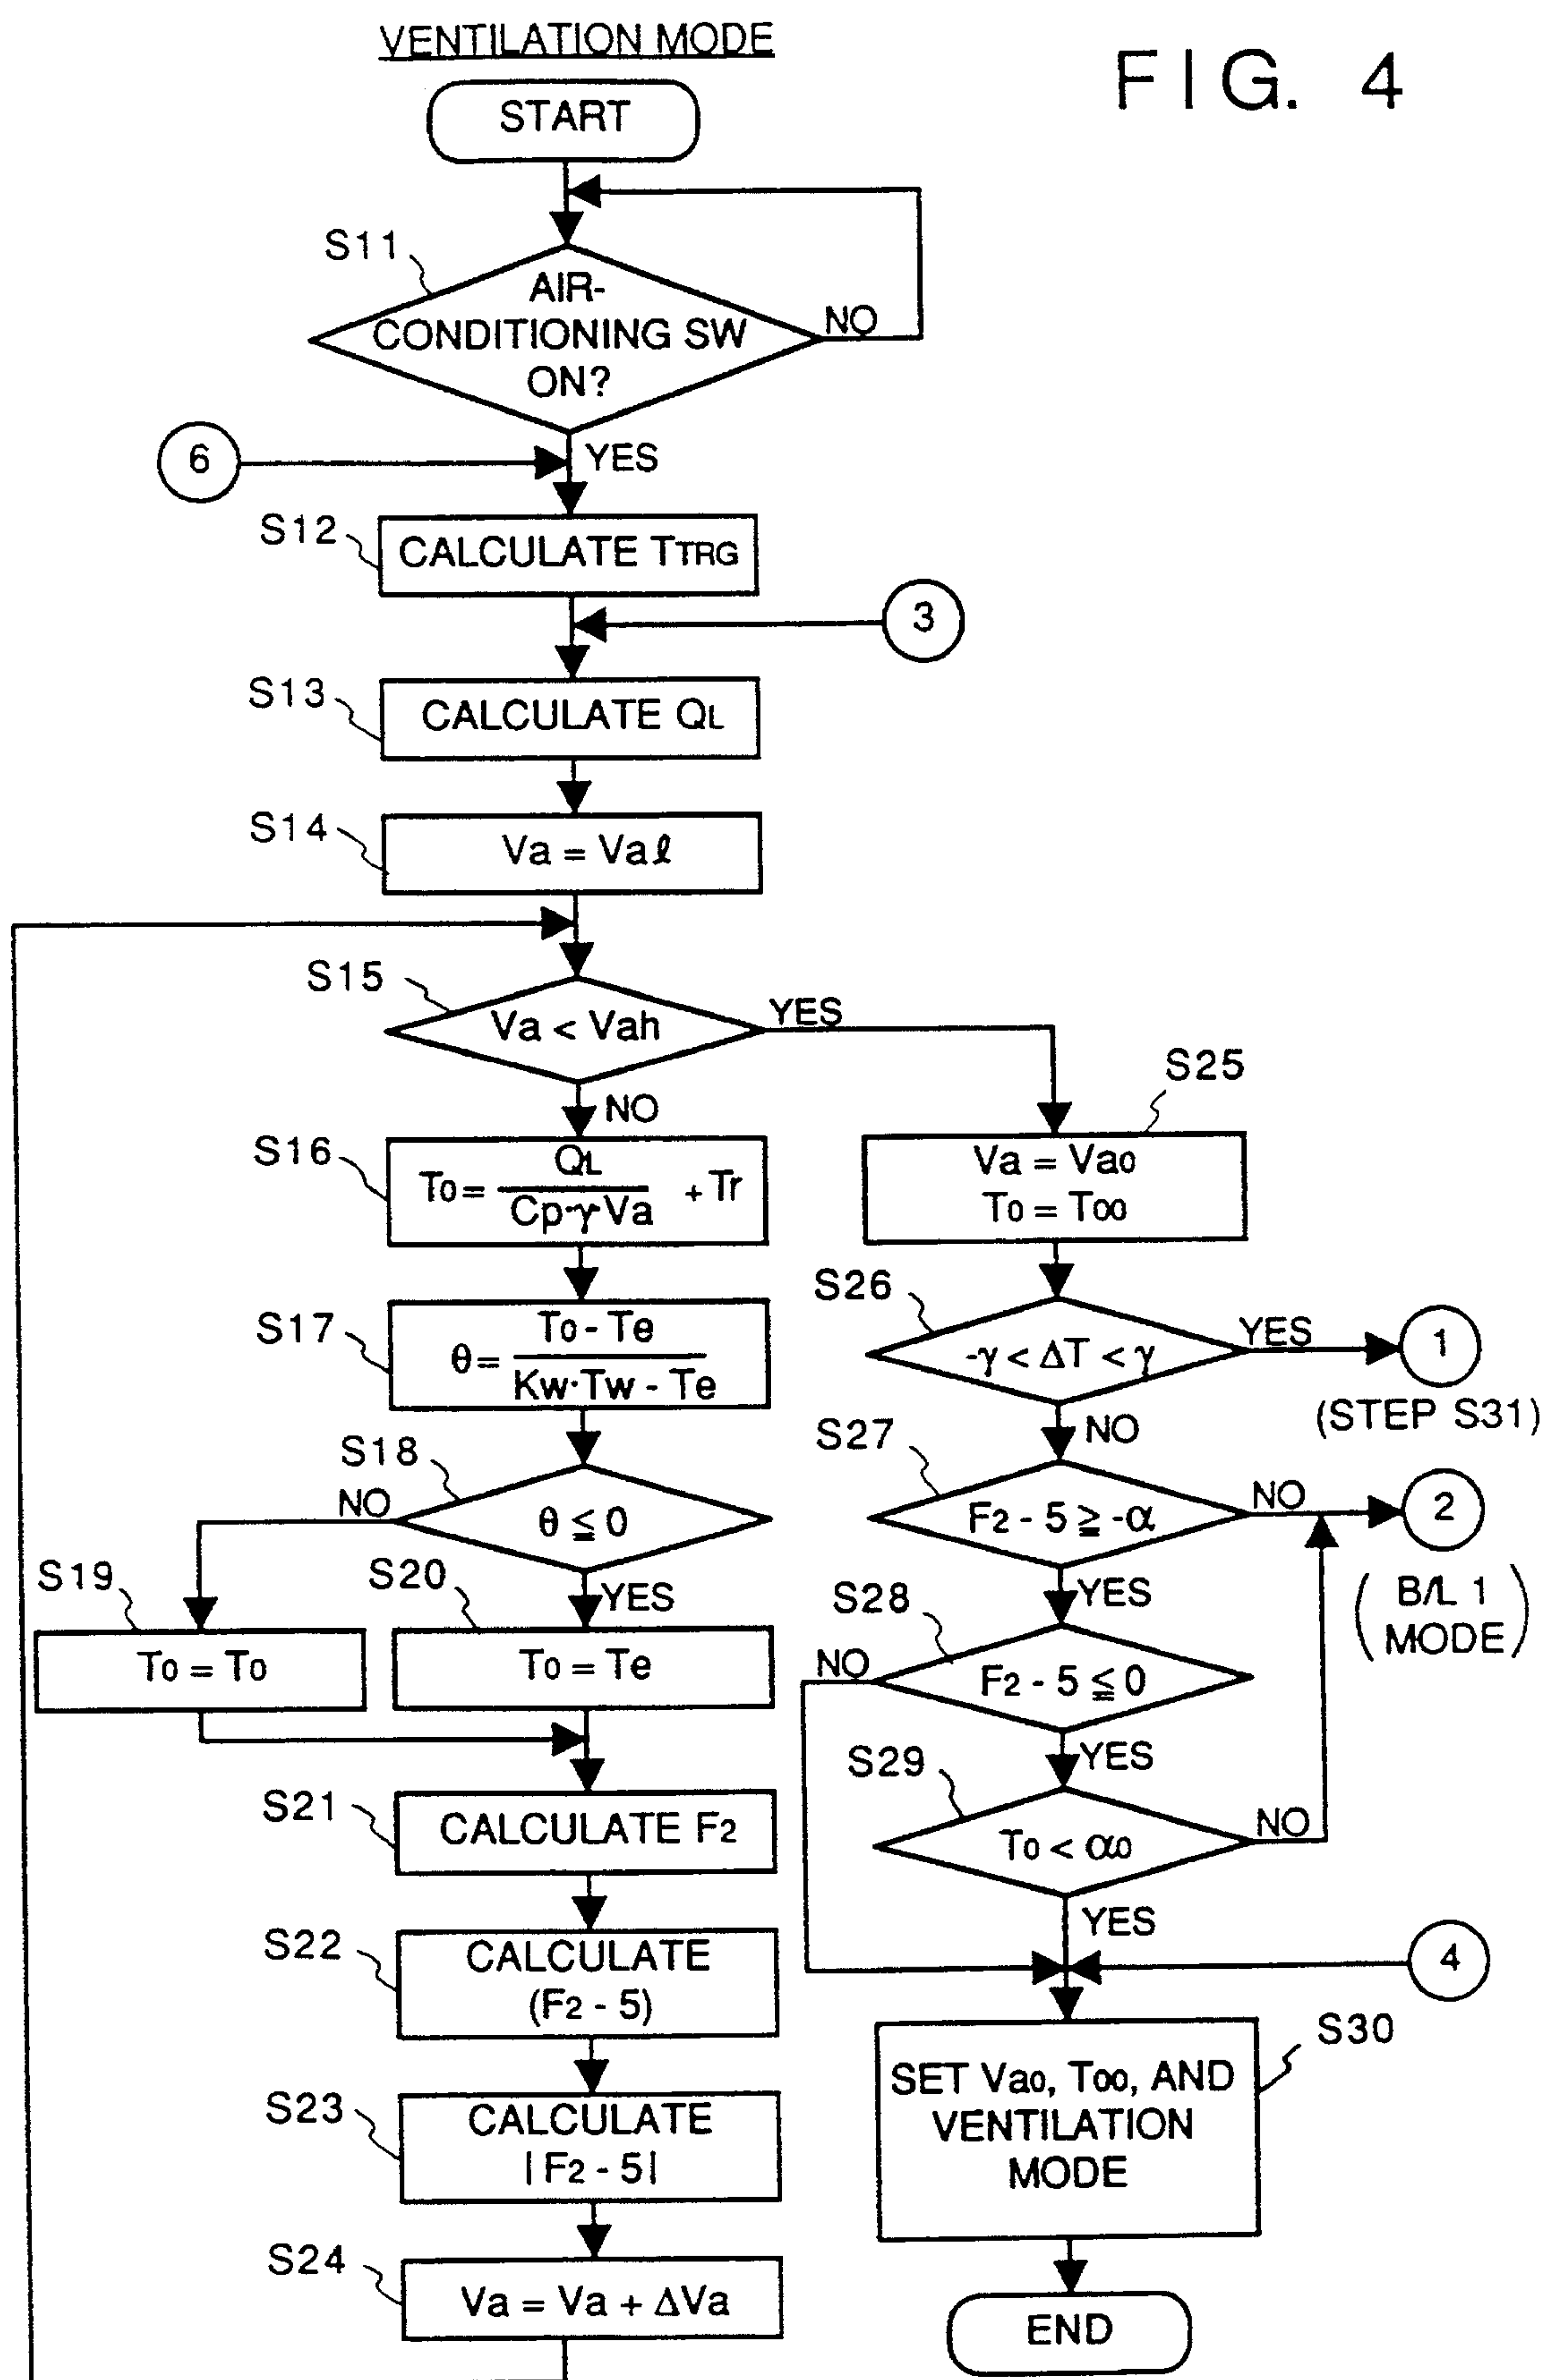 VENTILATION MODE
FIG. 4
START
S11
AIR-
CONDITIONING SW
ON?
NO
6
YES
S12
CALCULATE TTRG
3
S13
CALCULATE QL
S14
Va = Vaℓ
S15
Va < Vah
YES
NO
S16
To = QL / Cp·γ·Va + Tr
S17
θ = To - Te / Kw·Tw - Te
S18
θ ≦ 0
NO
YES
S19
To = To
S20
To = Te
S21
CALCULATE F2
S22
CALCULATE
(F2 - 5)
S23
CALCULATE
|F2 - 5|
S24
Va = Va + ΔVa
S25
Va = Vao
To = Too
S26
-γ < ΔT < γ
YES
1
(STEP S31)
NO
S27
F2 - 5 ≧ -α
NO
2
(B/L 1
MODE)
YES
S28
F2 - 5 ≦ 0
NO
YES
S29
To < αo
NO
YES
4
S30
SET Vao, Too, AND
VENTILATION
MODE
END